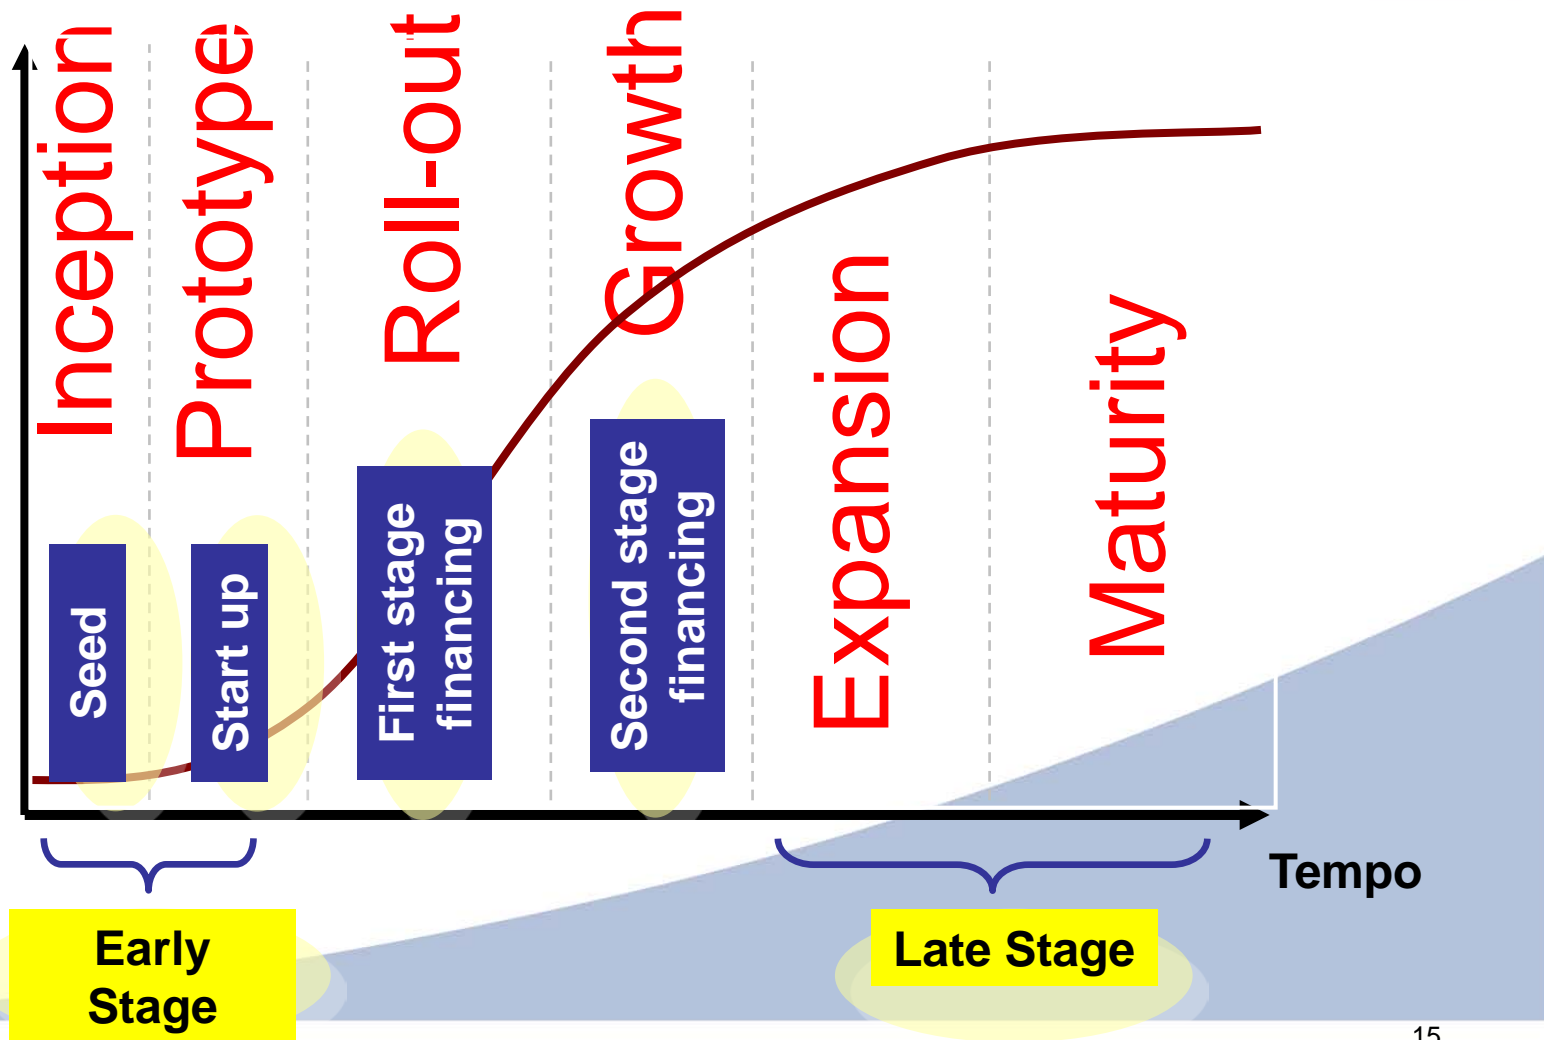 Inception
Prototype
Roll-out
Growth
Expansion
Maturity
Seed
Start up
First stage
financing
Second stage
financing
Tempo
Early
Stage
Late Stage
15